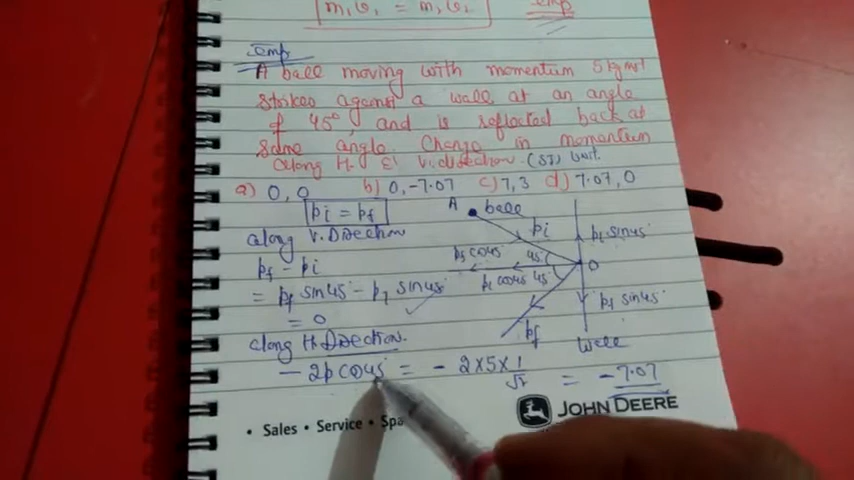 m, v, = m, v,
Imp
Imp
A ball moving with momentum 5 kg ms-1
strikes against a wall at an angle
of 45°, and is reflected back at
same angle. Change in momentum
along H. & V. direction. (SI) Unit.
a) 0, 0 b) 0, -7.07 c) 7, 3 d) 7.07, 0
pi = pf
A ball
along V. Direction
pi
pi sin45°
pf - pi
pf cos45° 45° O
= pf sin45° - pi sin45°
pi cos45° 45°
pf sin45°
= 0
pf
Wall
along H. Direction.
- 2p cos45° = - 2×5×1/√2 = -7.07
JOHN DEERE
• Sales • Service • Spa